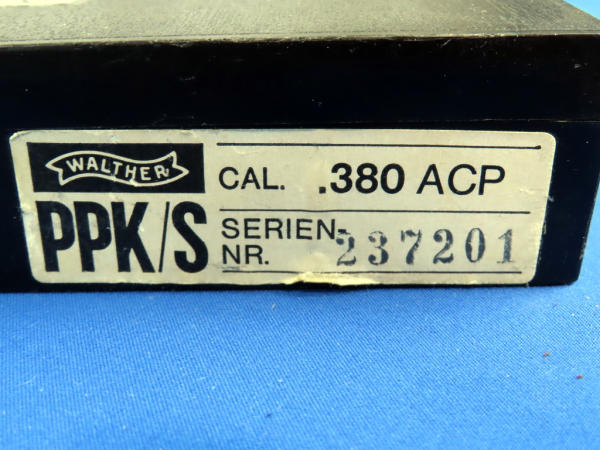 WALTHER
PPK/S
CAL. .380 ACP
SERIEN-
NR. 237201